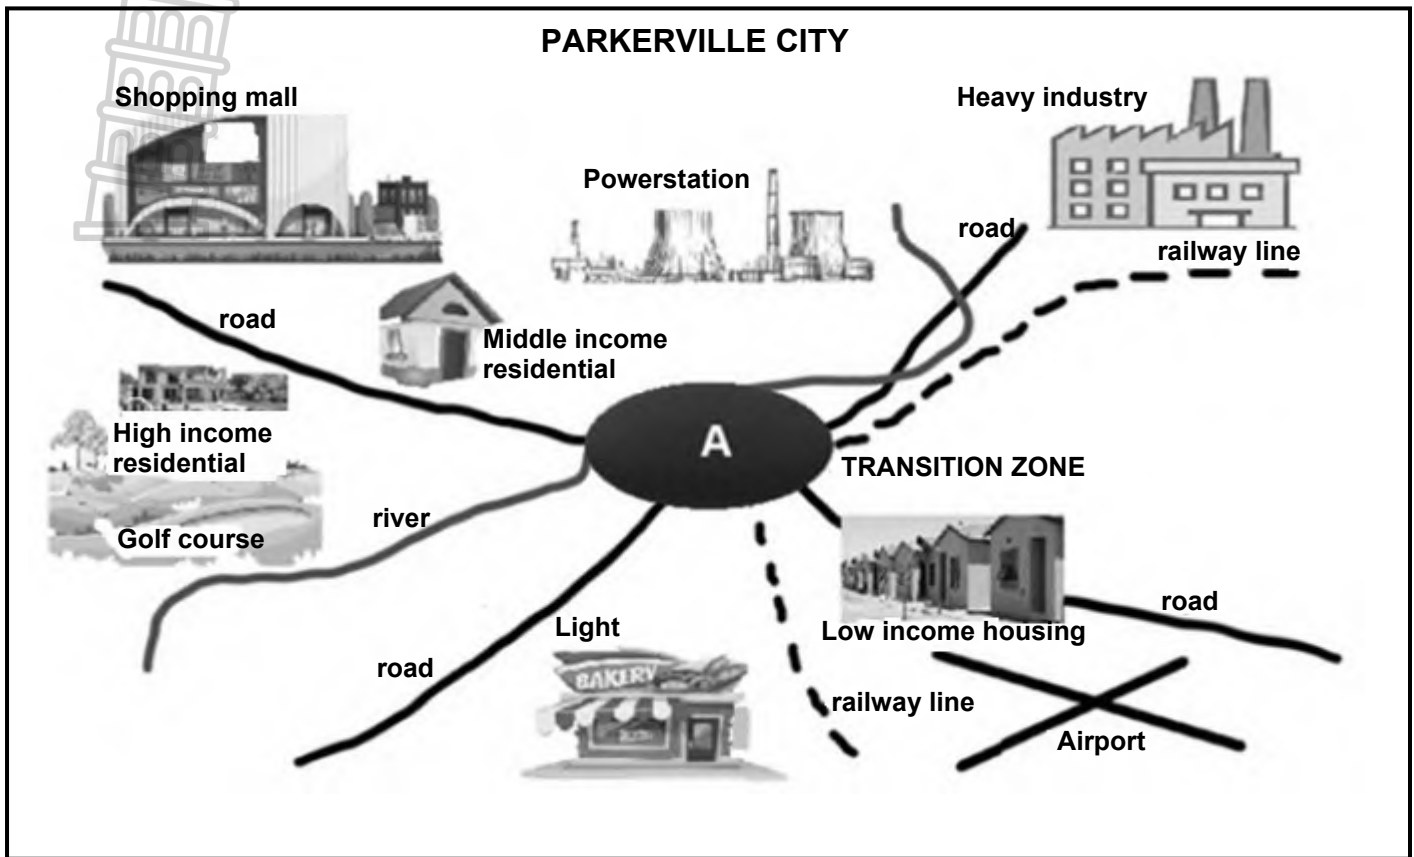 PARKERVILLE CITY
Shopping mall
Heavy industry
Powerstation
road
railway line
road
Middle income
residential
High income
residential
A
TRANSITION ZONE
Golf course
river
Light
BAKERY
road
Low income housing
road
railway line
Airport